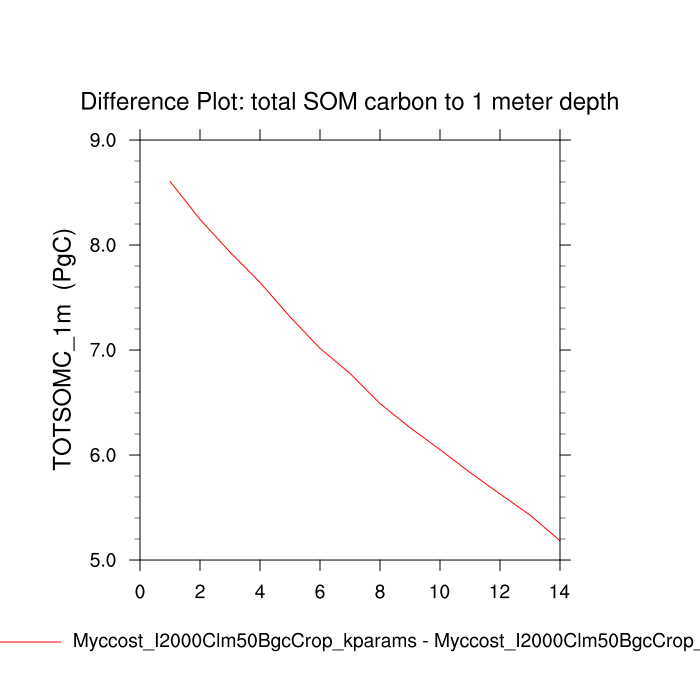 Difference Plot: total SOM carbon to 1 meter depth
TOTSOMC_1m (PgC)
9.0
8.0
7.0
6.0
5.0
0 2 4 6 8 10 12 14
Myccost_I2000Clm50BgcCrop_kparams - Myccost_I2000Clm50BgcCrop_